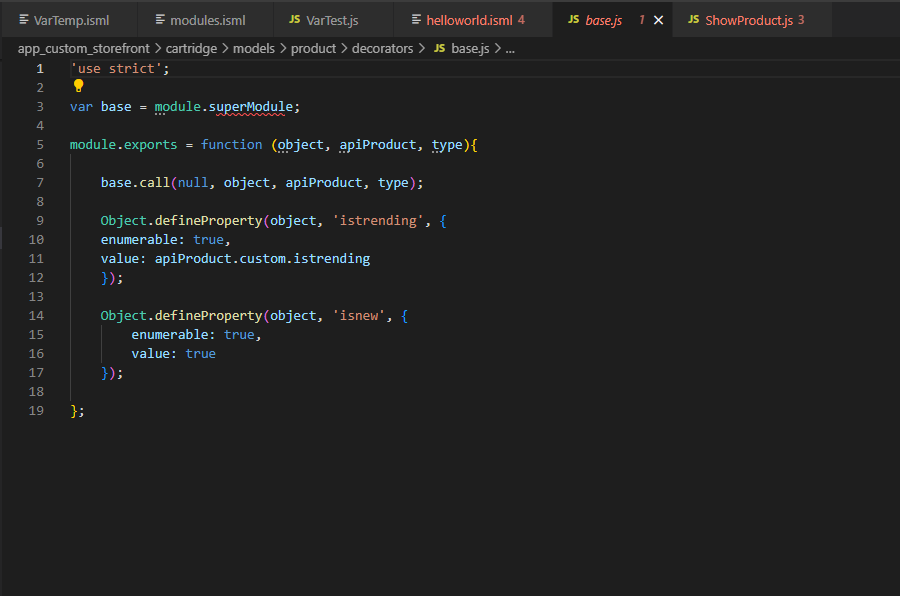 VarTemp.isml modules.isml JS VarTest.js helloworld.isml 4 JS base.js 1 × JS ShowProduct.js 3
app_custom_storefront > cartridge > models > product > decorators > JS base.js > ...
1 'use strict';
2
3 var base = module.superModule;
4
5 module.exports = function (object, apiProduct, type){
6
7 base.call(null, object, apiProduct, type);
8
9 Object.defineProperty(object, 'istrending', {
10 enumerable: true,
11 value: apiProduct.custom.istrending
12 });
13
14 Object.defineProperty(object, 'isnew', {
15 enumerable: true,
16 value: true
17 });
18
19 };